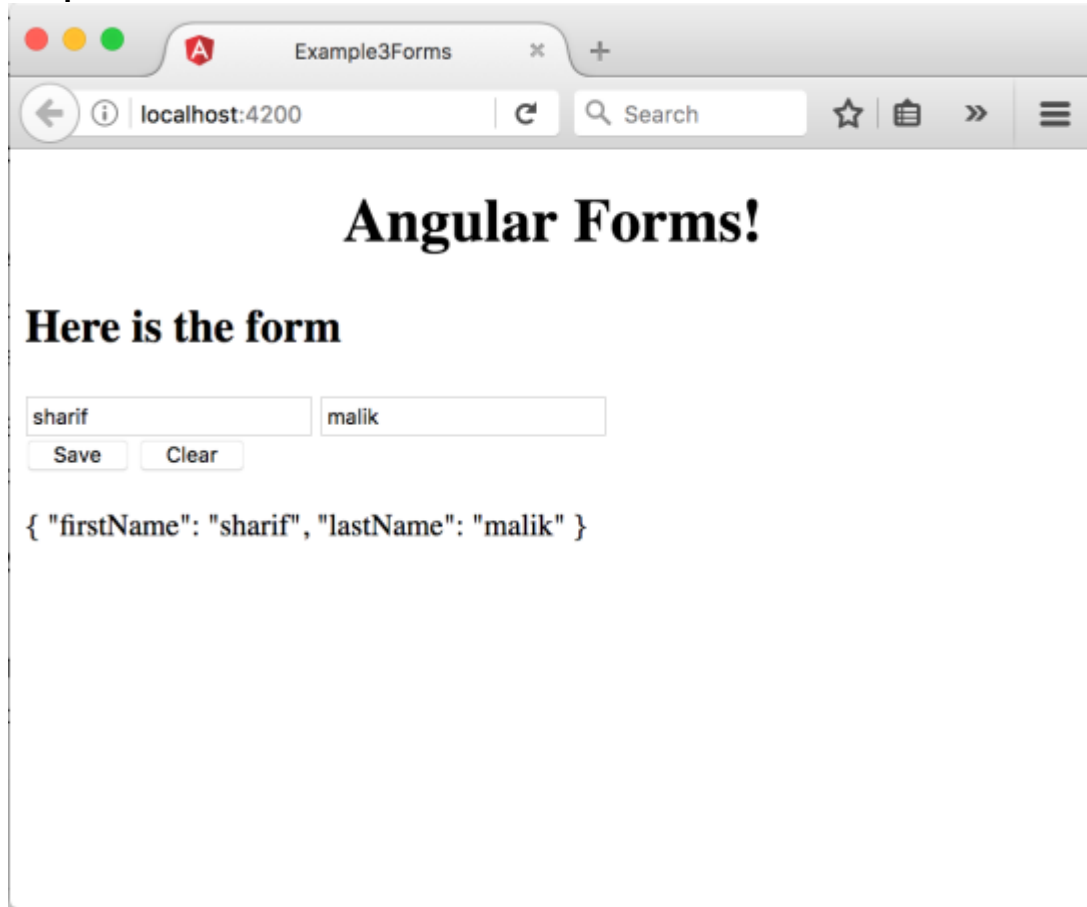 Example3Forms
localhost:4200
Search
Angular Forms!
Here is the form
sharif malik
Save Clear
{ "firstName": "sharif", "lastName": "malik" }